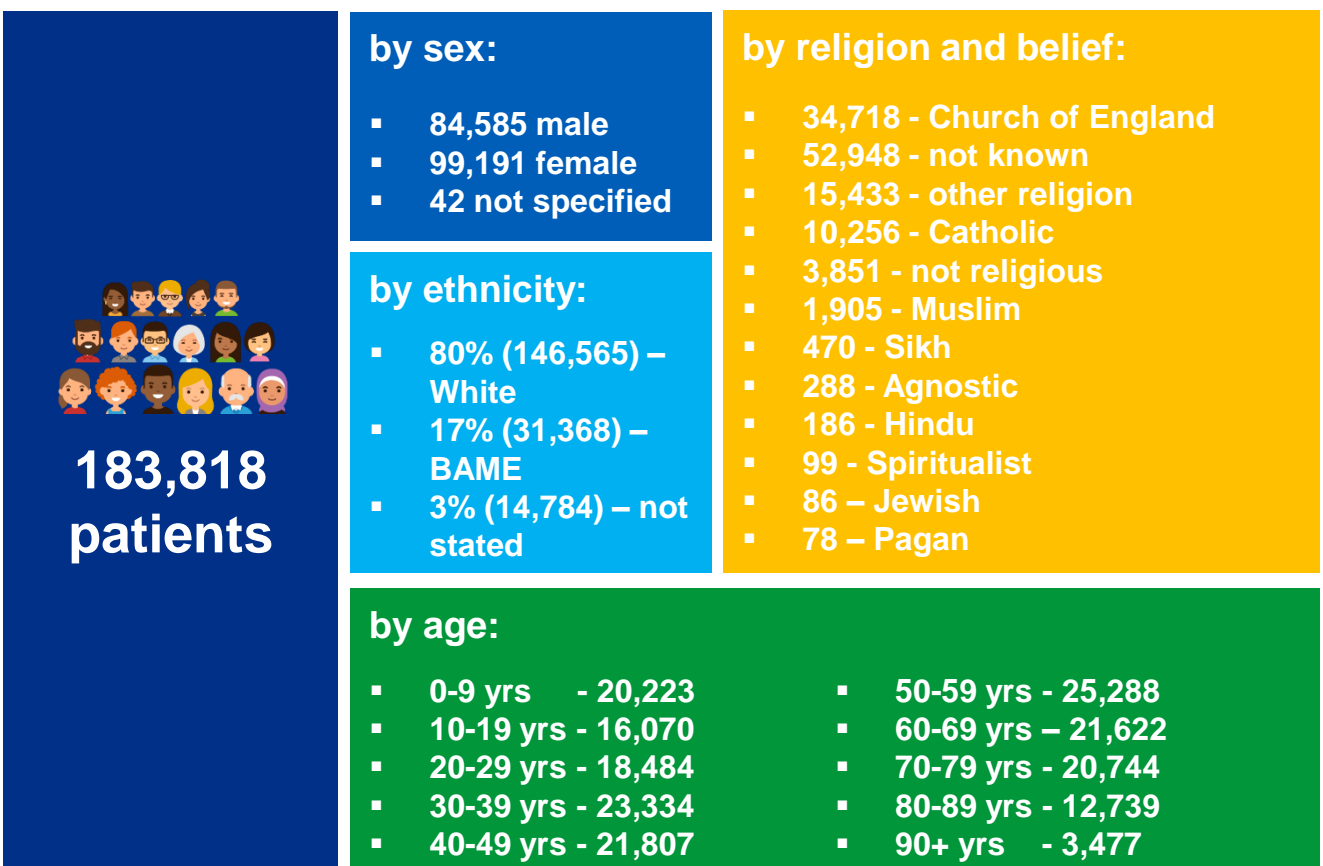 183,818
patients
by sex:
▪ 84,585 male
▪ 99,191 female
▪ 42 not specified
by ethnicity:
▪ 80% (146,565) –
White
▪ 17% (31,368) –
BAME
▪ 3% (14,784) – not
stated
by religion and belief:
▪ 34,718 - Church of England
▪ 52,948 - not known
▪ 15,433 - other religion
▪ 10,256 - Catholic
▪ 3,851 - not religious
▪ 1,905 - Muslim
▪ 470 - Sikh
▪ 288 - Agnostic
▪ 186 - Hindu
▪ 99 - Spiritualist
▪ 86 – Jewish
▪ 78 – Pagan
by age:
▪ 0-9 yrs - 20,223
▪ 10-19 yrs - 16,070
▪ 20-29 yrs - 18,484
▪ 30-39 yrs - 23,334
▪ 40-49 yrs - 21,807
▪ 50-59 yrs - 25,288
▪ 60-69 yrs – 21,622
▪ 70-79 yrs - 20,744
▪ 80-89 yrs - 12,739
▪ 90+ yrs - 3,477